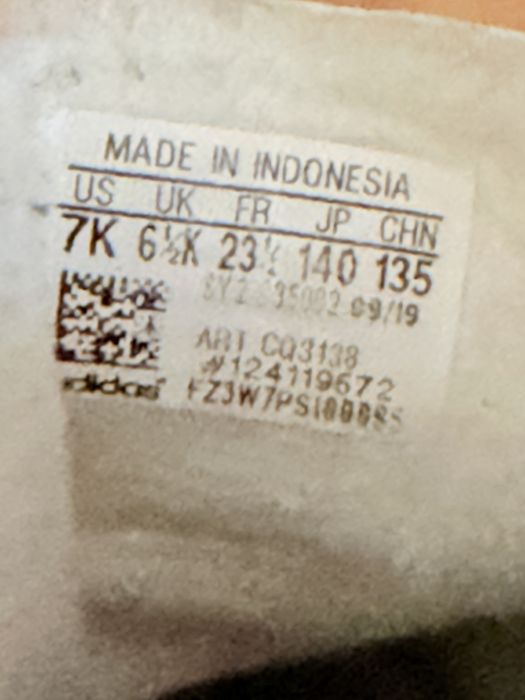 MADE IN INDONESIA
US UK FR JP CHN
7K 6½K 23½ 140 135
09/19
ART CQ3138
adidas